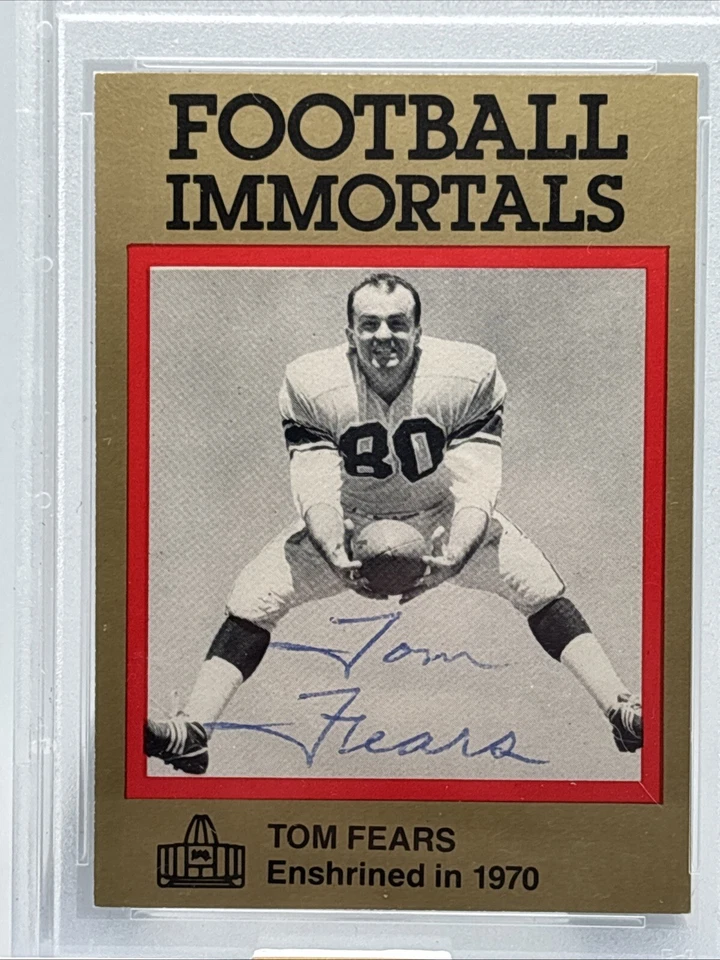 FOOTBALL
IMMORTALS
80
Tom
Fears
TOM FEARS
Enshrined in 1970